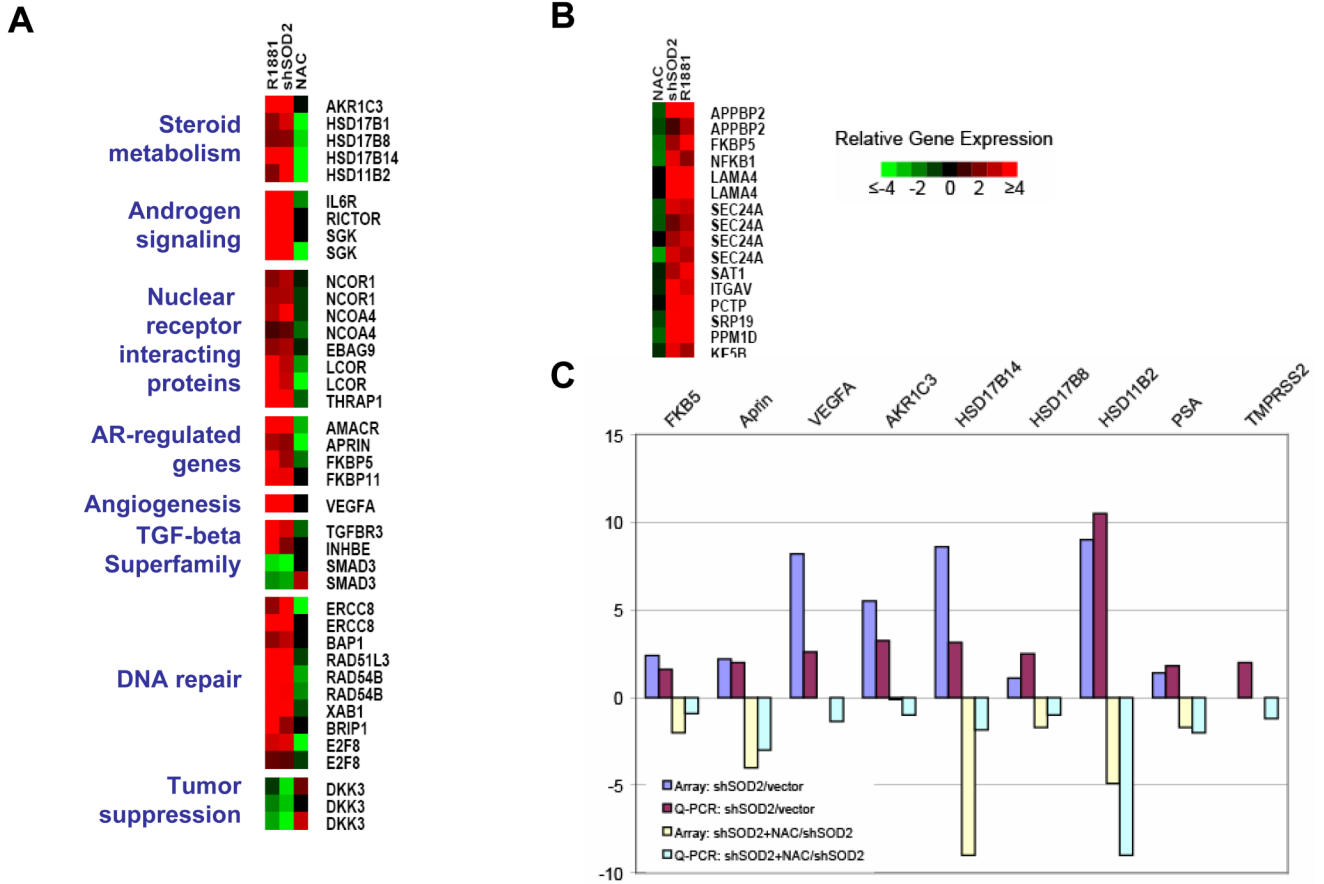 A
R1881
shSOD2
NAC
Steroid
metabolism
AKR1C3
HSD17B1
HSD17B8
HSD17B14
HSD11B2
Androgen
signaling
IL6R
RICTOR
SGK
SGK
Nuclear
receptor
interacting
proteins
NCOR1
NCOR1
NCOA4
NCOA4
EBAG9
LCOR
LCOR
THRAP1
AR-regulated
genes
AMACR
APRIN
FKBP5
FKBP11
Angiogenesis
VEGFA
TGF-beta
Superfamily
TGFBR3
INHBE
SMAD3
SMAD3
DNA repair
ERCC8
ERCC8
BAP1
RAD51L3
RAD54B
RAD54B
XAB1
BRIP1
E2F8
E2F8
Tumor
suppression
DKK3
DKK3
DKK3
B
NAC
shSOD2
R1881
APPBP2
APPBP2
FKBP5
NFKB1
LAMA4
LAMA4
SEC24A
SEC24A
SEC24A
SEC24A
SAT1
ITGAV
PCTP
SRP19
PPM1D
KF5B
Relative Gene Expression
≤-4 -2 0 2 ≥4
C
FKB5
Aprin
VEGFA
AKR1C3
HSD17B14
HSD17B8
HSD11B2
PSA
TMPRSS2
15
10
5
0
-5
-10
Array: shSOD2/vector
Q-PCR: shSOD2/vector
Array: shSOD2+NAC/shSOD2
Q-PCR: shSOD2+NAC/shSOD2